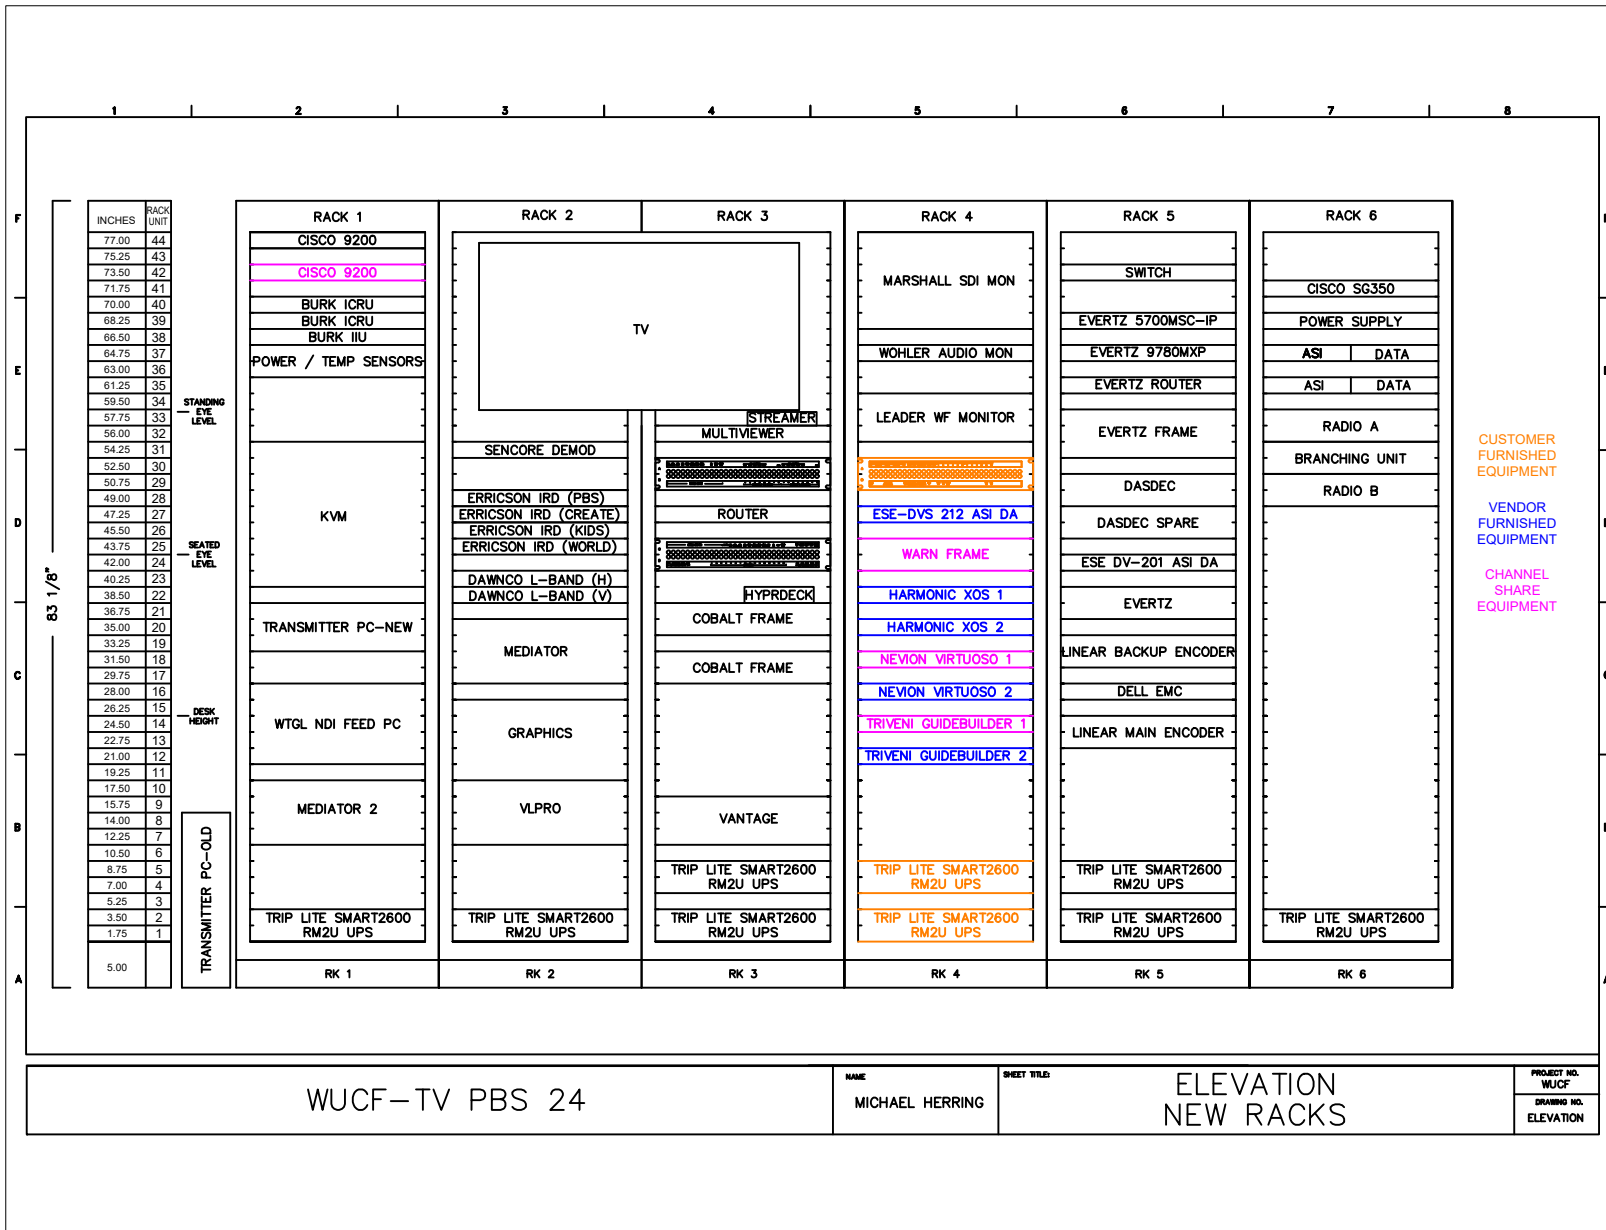 1 2 3 4 5 6 7 8
F
E
D
C
B
A
83 1/8"
INCHES RACK UNIT
77.00 44
75.25 43
73.50 42
71.75 41
70.00 40
68.25 39
66.50 38
64.75 37
63.00 36
61.25 35
59.50 34
57.75 33
56.00 32
54.25 31
52.50 30
50.75 29
49.00 28
47.25 27
45.50 26
43.75 25
42.00 24
40.25 23
38.50 22
36.75 21
35.00 20
33.25 19
31.50 18
29.75 17
28.00 16
26.25 15
24.50 14
22.75 13
21.00 12
19.25 11
17.50 10
15.75 9
14.00 8
12.25 7
10.50 6
8.75 5
7.00 4
5.25 3
3.50 2
1.75 1
5.00
STANDING
EYE
LEVEL
SEATED
EYE
LEVEL
DESK
HEIGHT
TRANSMITTER PC-OLD
RACK 1
CISCO 9200
CISCO 9200
BURK ICRU
BURK ICRU
BURK IIU
POWER / TEMP SENSORS
KVM
TRANSMITTER PC-NEW
WTGL NDI FEED PC
MEDIATOR 2
TRIP LITE SMART2600
RM2U UPS
RK 1
RACK 2
TV
SENCORE DEMOD
ERRICSON IRD (PBS)
ERRICSON IRD (CREATE)
ERRICSON IRD (KIDS)
ERRICSON IRD (WORLD)
DAWNCO L-BAND (H)
DAWNCO L-BAND (V)
MEDIATOR
GRAPHICS
VLPRO
TRIP LITE SMART2600
RM2U UPS
RK 2
RACK 3
STREAMER
MULTIVIEWER
ROUTER
HYPRDECK
COBALT FRAME
COBALT FRAME
VANTAGE
TRIP LITE SMART2600
RM2U UPS
TRIP LITE SMART2600
RM2U UPS
RK 3
RACK 4
MARSHALL SDI MON
WOHLER AUDIO MON
LEADER WF MONITOR
ESE-DVS 212 ASI DA
WARN FRAME
HARMONIC XOS 1
HARMONIC XOS 2
NEVION VIRTUOSO 1
NEVION VIRTUOSO 2
TRIVENI GUIDEBUILDER 1
TRIVENI GUIDEBUILDER 2
TRIP LITE SMART2600
RM2U UPS
TRIP LITE SMART2600
RM2U UPS
RK 4
RACK 5
SWITCH
EVERTZ 5700MSC-IP
EVERTZ 9780MXP
EVERTZ ROUTER
EVERTZ FRAME
DASDEC
DASDEC SPARE
ESE DV-201 ASI DA
EVERTZ
LINEAR BACKUP ENCODER
DELL EMC
LINEAR MAIN ENCODER
TRIP LITE SMART2600
RM2U UPS
TRIP LITE SMART2600
RM2U UPS
RK 5
RACK 6
CISCO SG350
POWER SUPPLY
ASI DATA
ASI DATA
RADIO A
BRANCHING UNIT
RADIO B
TRIP LITE SMART2600
RM2U UPS
RK 6
CUSTOMER
FURNISHED
EQUIPMENT
VENDOR
FURNISHED
EQUIPMENT
CHANNEL
SHARE
EQUIPMENT
WUCF-TV PBS 24
NAME
MICHAEL HERRING
SHEET TITLE:
ELEVATION
NEW RACKS
PROJECT NO.
WUCF
DRAWING NO.
ELEVATION